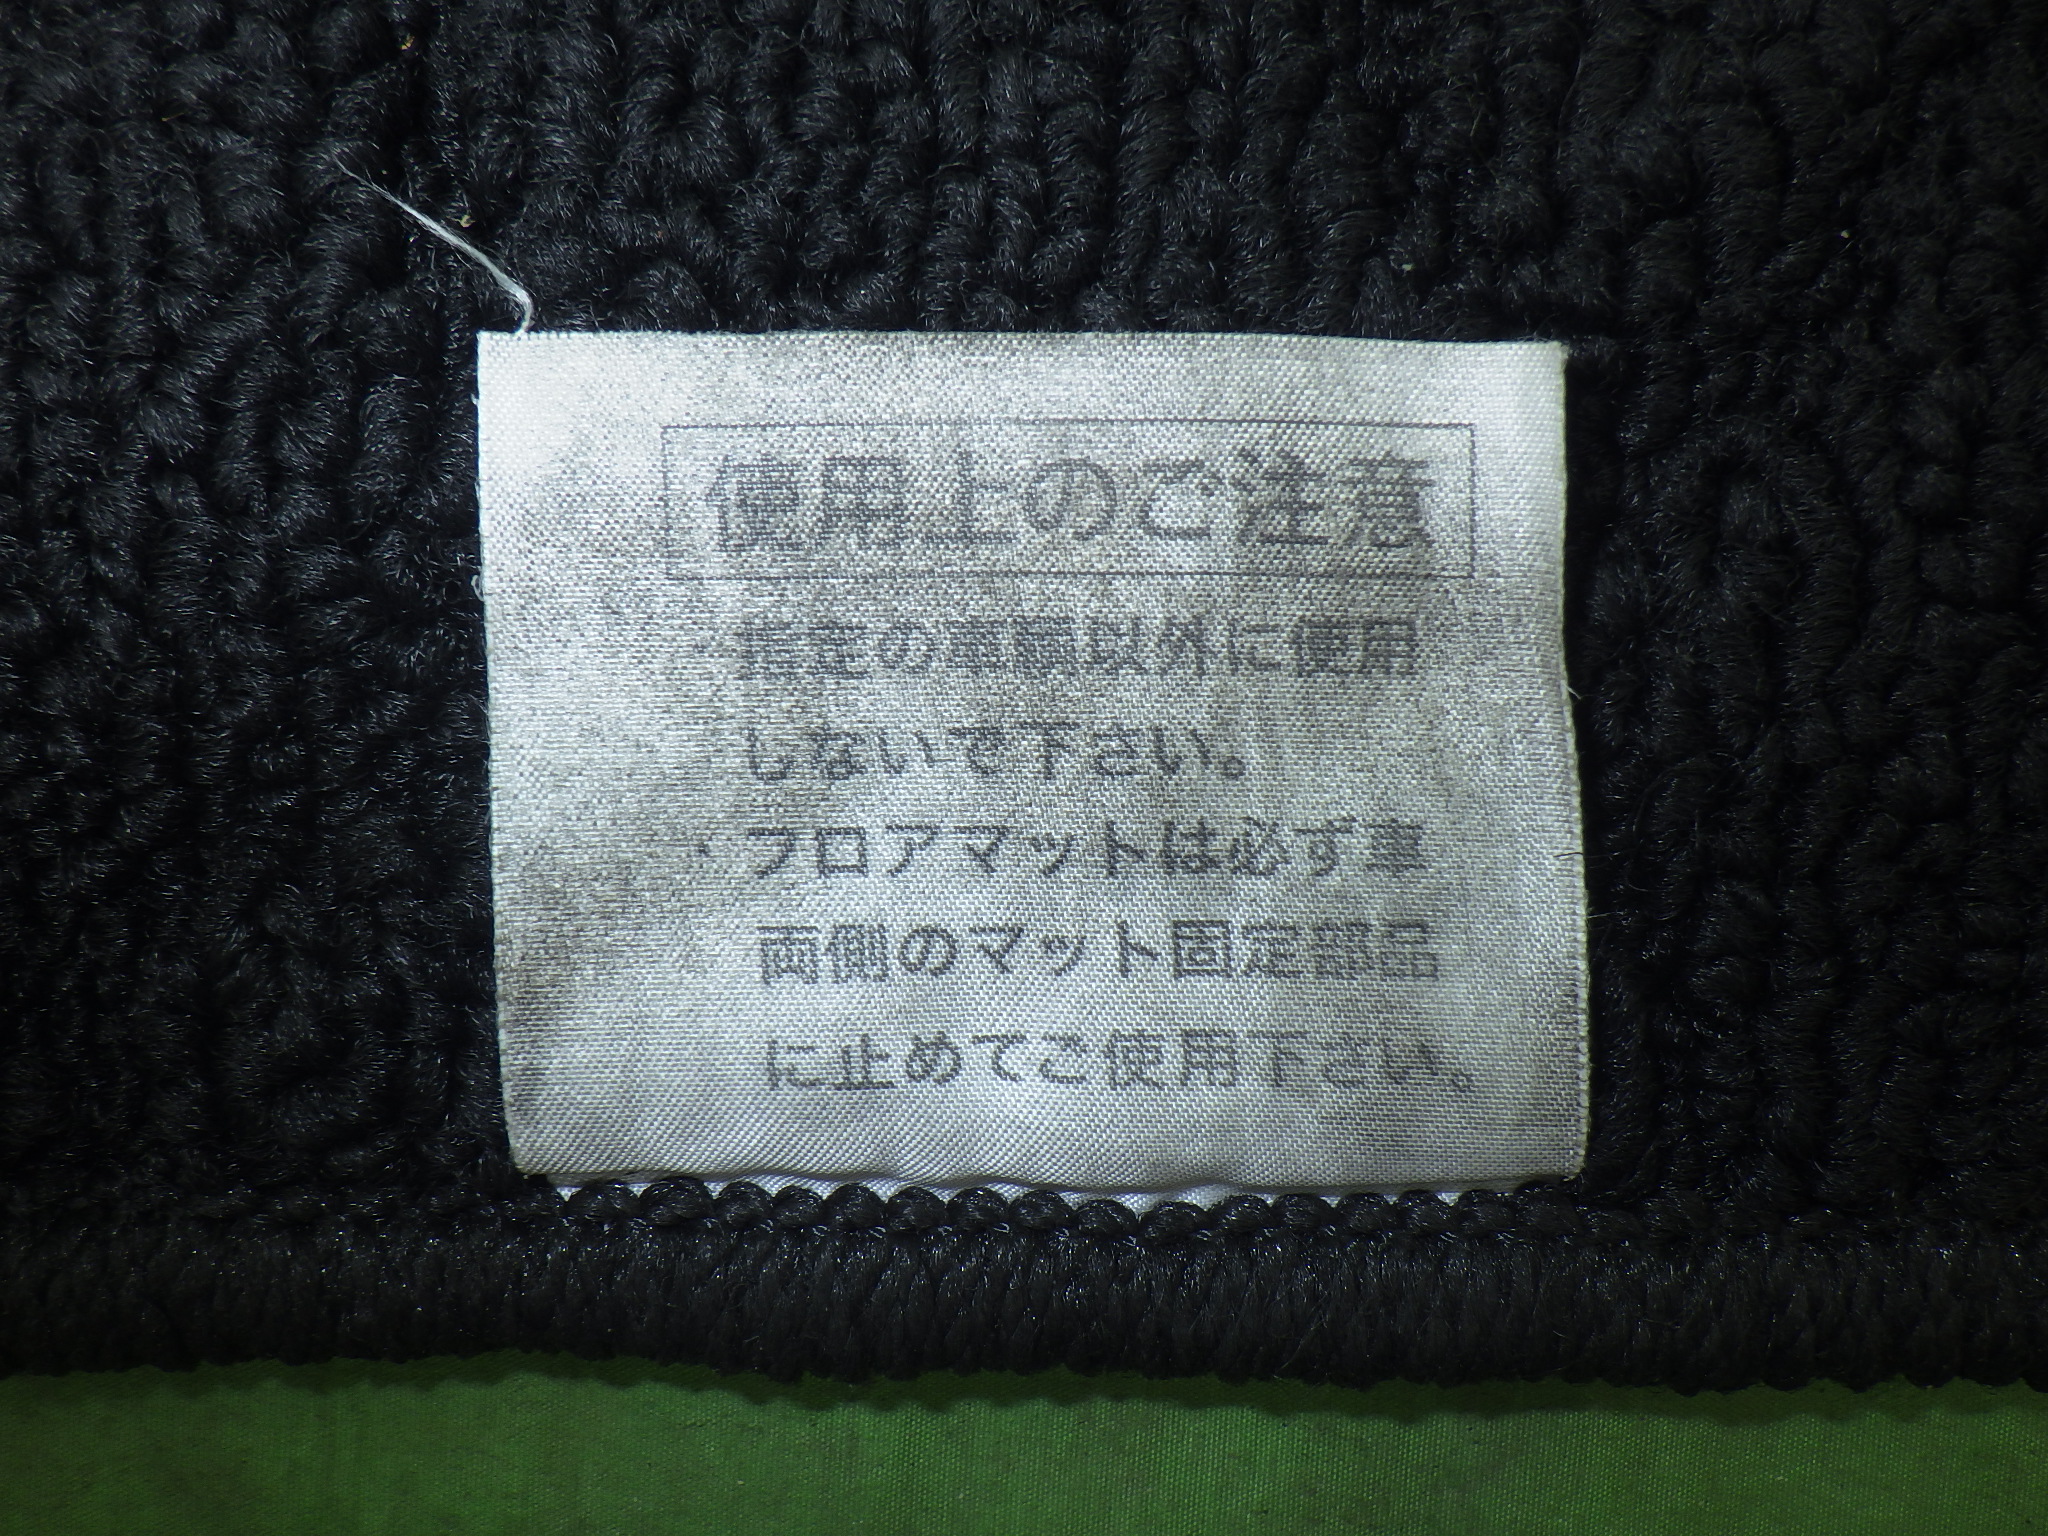 使用上のご注意
指定の車両以外に使用
しないで下さい。
・フロアマットは必ず車
両側のマット固定部品
に止めてご使用下さい。